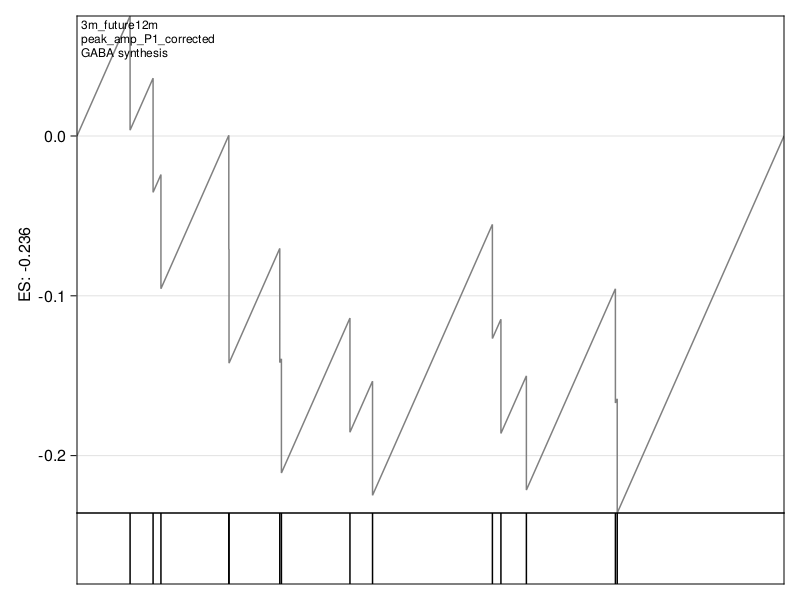 3m_future12m
peak_amp_P1_corrected
GABA synthesis
0.0
-0.1
-0.2
ES: -0.236